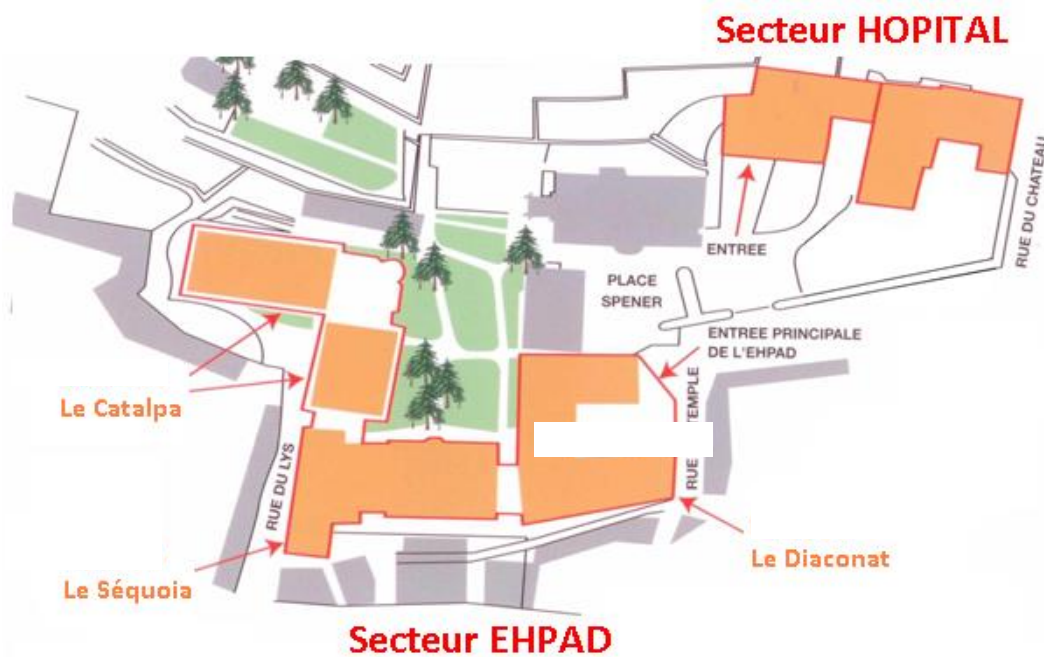 Secteur HOPITAL
RUE DU CHATEAU
ENTREE
PLACE
SPENER
ENTREE PRINCIPALE
DE L'EHPAD
Le Catalpa
RUE TEMPLE
RUE DU LYS
Le Diaconat
Le Séquoia
Secteur EHPAD